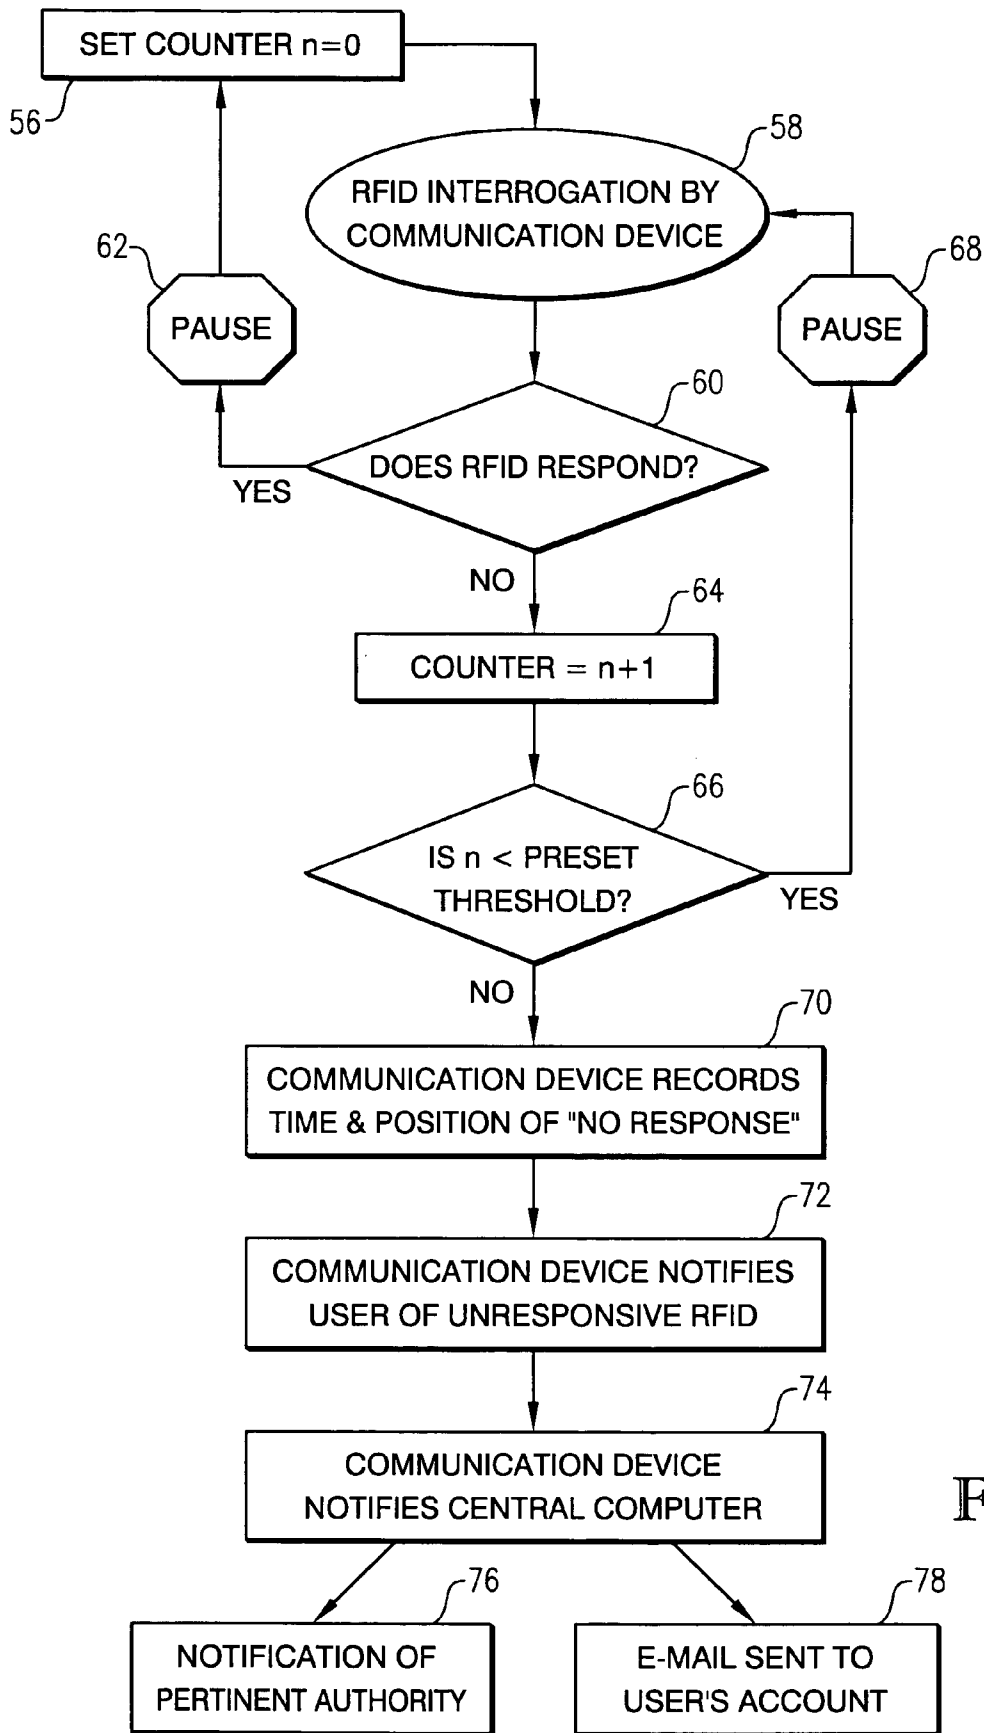 SET COUNTER n=0
56
58
RFID INTERROGATION BY
COMMUNICATION DEVICE
62
68
PAUSE
PAUSE
60
DOES RFID RESPOND?
YES
NO
64
COUNTER = n+1
66
IS n < PRESET
THRESHOLD?
YES
NO
70
COMMUNICATION DEVICE RECORDS
TIME & POSITION OF "NO RESPONSE"
72
COMMUNICATION DEVICE NOTIFIES
USER OF UNRESPONSIVE RFID
74
COMMUNICATION DEVICE
NOTIFIES CENTRAL COMPUTER
F
76
78
NOTIFICATION OF
PERTINENT AUTHORITY
E-MAIL SENT TO
USER'S ACCOUNT